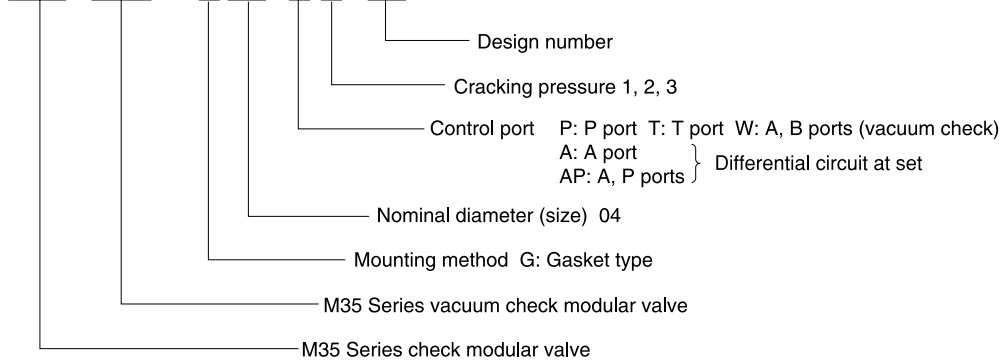 Design number
Cracking pressure 1, 2, 3
Control port P: P port T: T port W: A, B ports (vacuum check)
A: A port
Differential circuit at set
AP: A, P ports
Nominal diameter (size) 04
Mounting method G: Gasket type
M35 Series vacuum check modular valve
M35 Series check modular valve